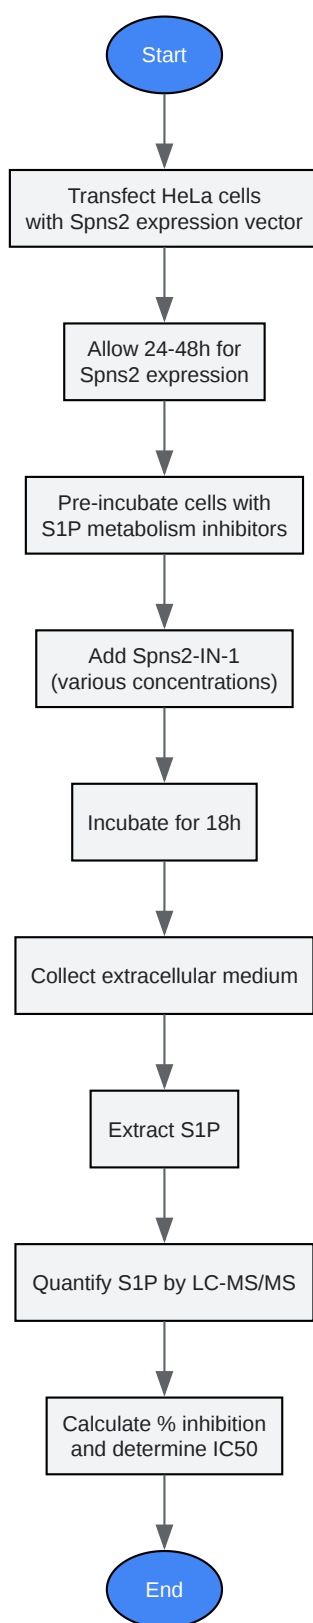 Start
Transfect HeLa cells
with Spns2 expression vector
Allow 24-48h for
Spns2 expression
Pre-incubate cells with
S1P metabolism inhibitors
Add Spns2-IN-1
(various concentrations)
Incubate for 18h
Collect extracellular medium
Extract S1P
Quantify S1P by LC-MS/MS
Calculate % inhibition
and determine IC50
End